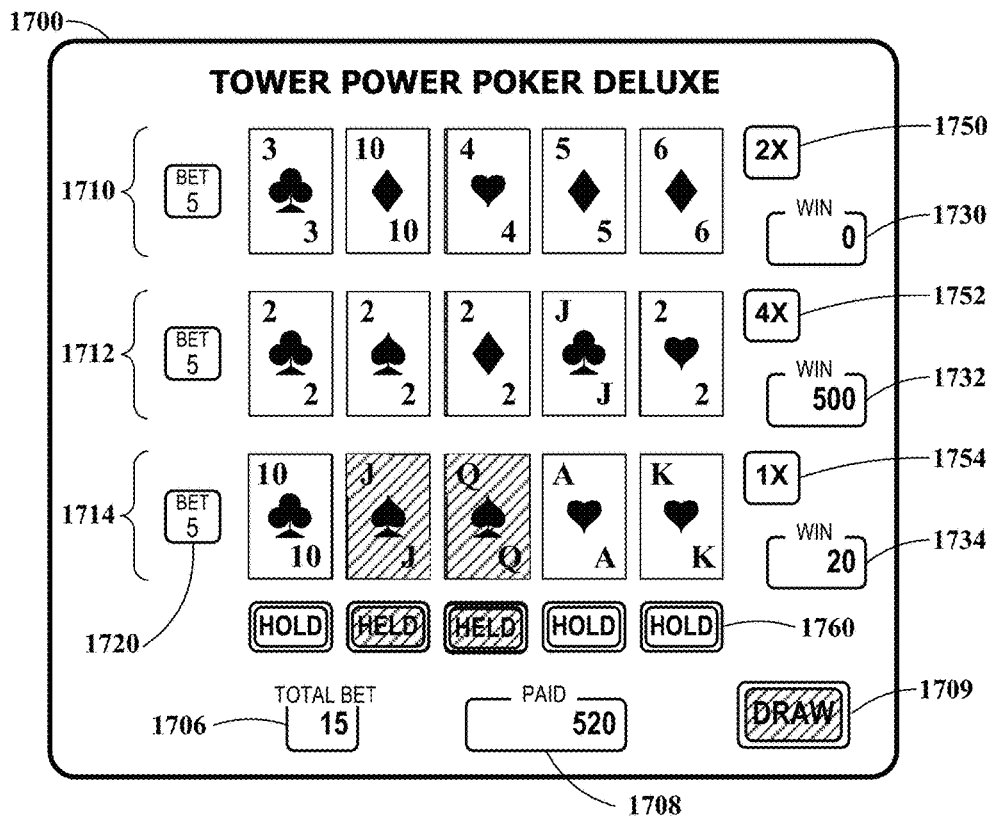 1700
TOWER POWER POKER DELUXE
3 10 4 5 6
3 10 4 5 6
1710
BET
5
2X
1750
WIN
0
1730
2 2 2 J 2
2 2 2 J 2
1712
BET
5
4X
1752
WIN
500
1732
10 J Q A K
10 J Q A K
1714
BET
5
1X
1754
WIN
20
1734
1720
HOLD HELD HELD HOLD HOLD
1760
TOTAL BET
15
1706
PAID
520
1708
DRAW
1709